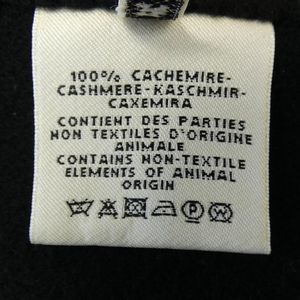 100% CACHEMIRE-
CASHMERE-KASCHMIR-
CAXEMIRA
CONTIENT DES PARTIES
NON TEXTILES D'ORIGINE
ANIMALE
CONTAINS NON-TEXTILE
ELEMENTS OF ANIMAL
ORIGIN
P W